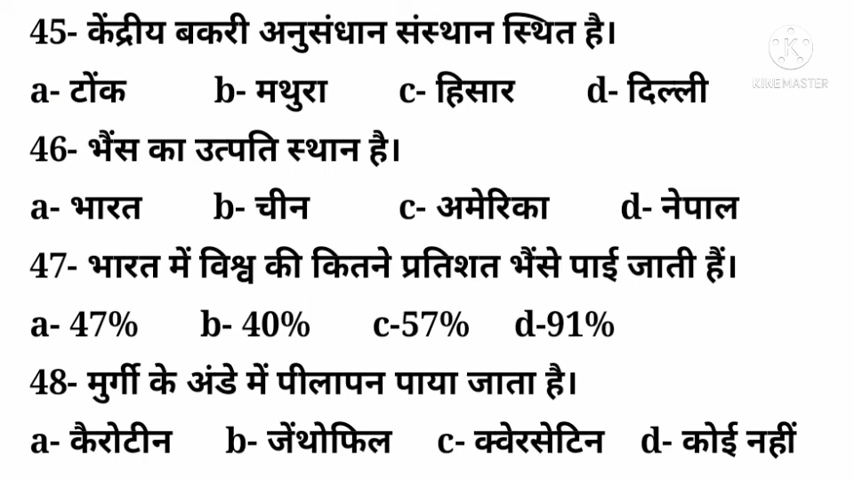 45- केंद्रीय बकरी अनुसंधान संस्थान स्थित है।
a- टोंक b- मथुरा c- हिसार d- दिल्ली
KINEMASTER
46- भैंस का उत्पति स्थान है।
a- भारत b- चीन c- अमेरिका d- नेपाल
47- भारत में विश्व की कितने प्रतिशत भैंसे पाई जाती हैं।
a- 47% b- 40% c-57% d-91%
48- मुर्गी के अंडे में पीलापन पाया जाता है।
a- कैरोटीन b- जेंथोफिल c- क्वेरसेटिन d- कोई नहीं